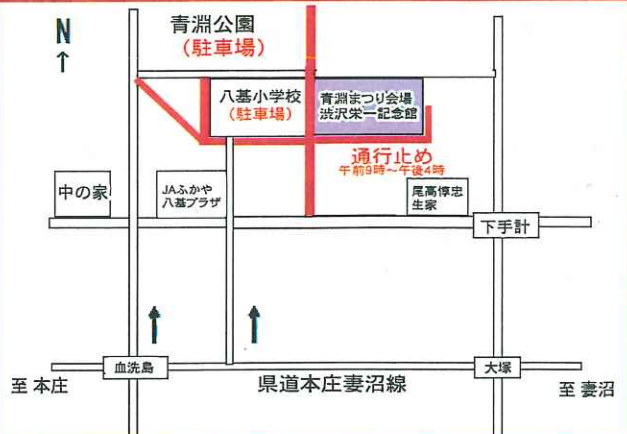 N
↑
青淵公園
(駐車場)
八基小学校
(駐車場)
青淵まつり会場
渋沢栄一記念館
通行止め
午前9時～午後4時
中の家
JAふかや
八基プラザ
尾高惇忠
生家
下手計
血洗島
大塚
至 本庄
県道本庄妻沼線
至 妻沼